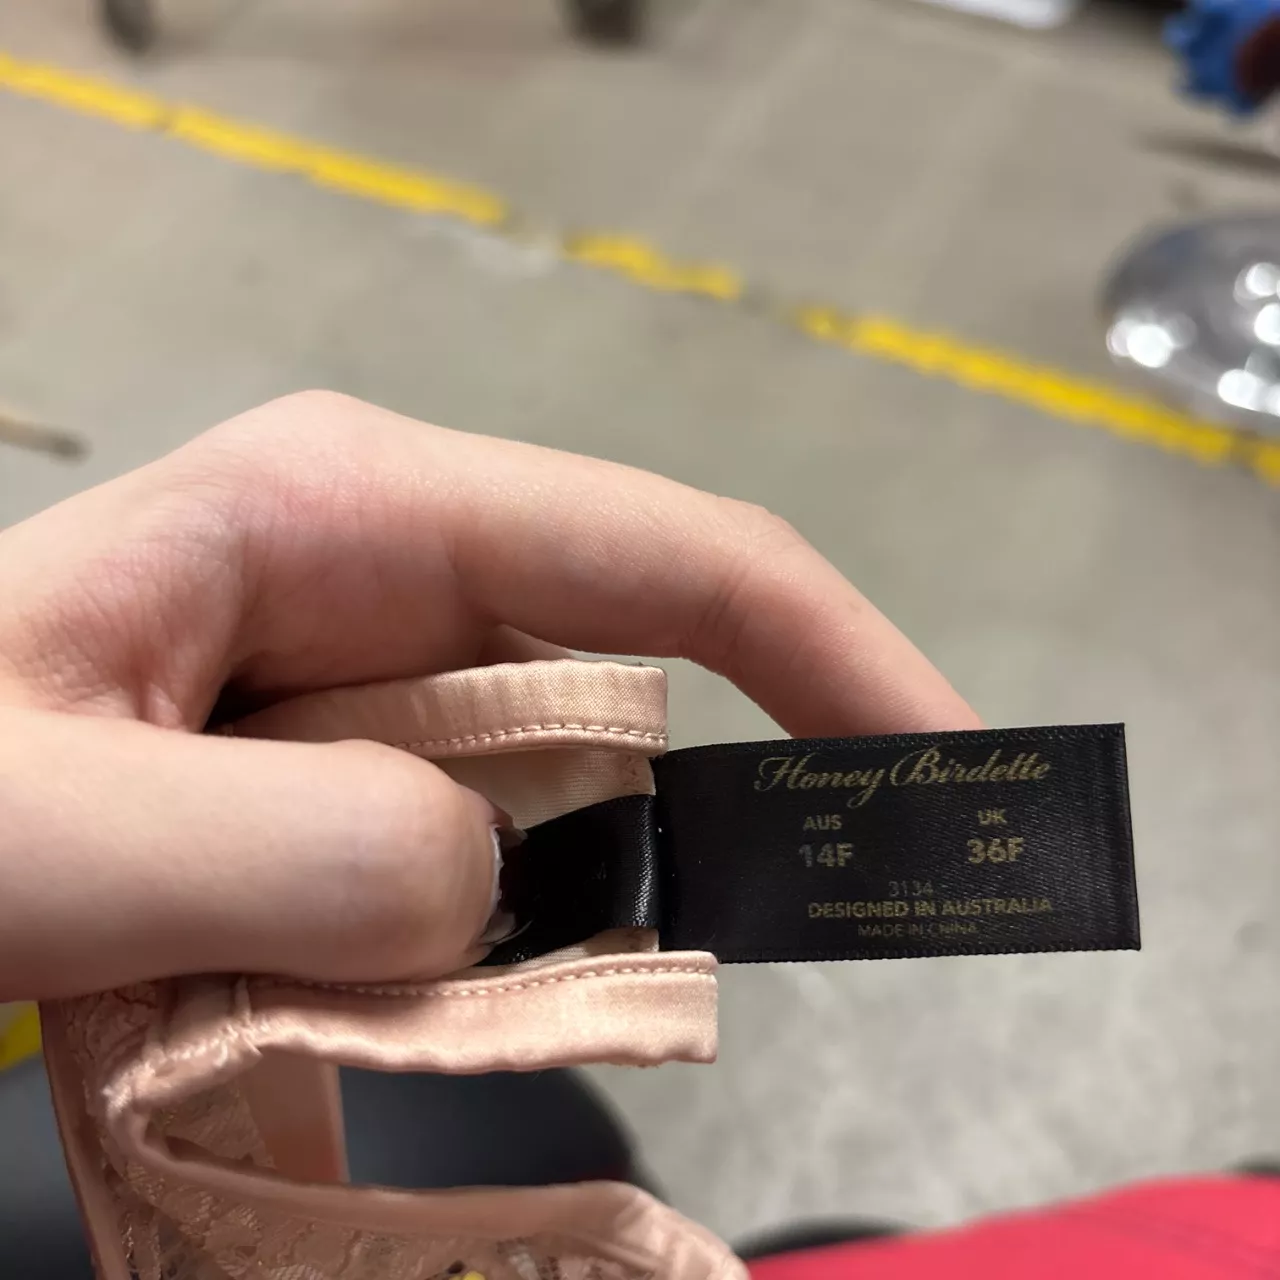 Honey Birdette
AUS UK
14F 36F
3134
DESIGNED IN AUSTRALIA
MADE IN CHINA